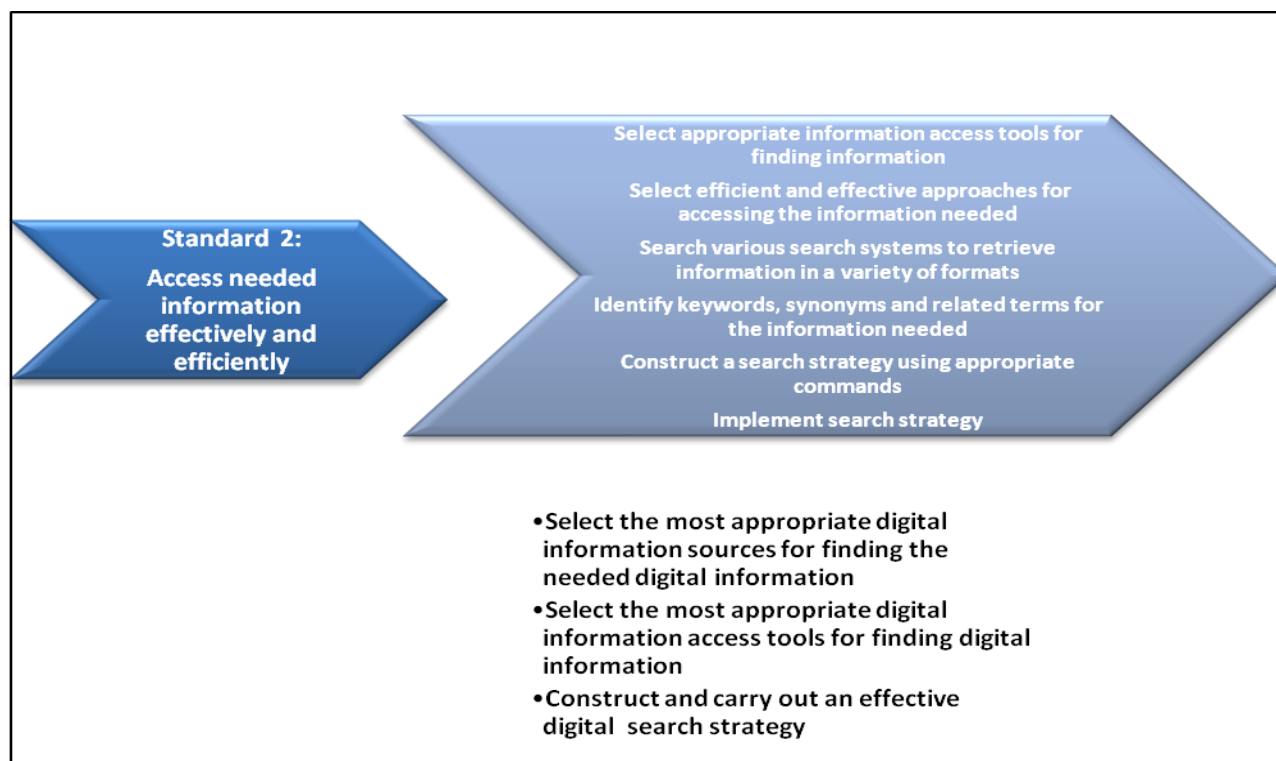 Standard 2:
Access needed
information
effectively and
efficiently
Select appropriate information access tools for
finding information
Select efficient and effective approaches for
accessing the information needed
Search various search systems to retrieve
information in a variety of formats
Identify keywords, synonyms and related terms for
the information needed
Construct a search strategy using appropriate
commands
Implement search strategy
•Select the most appropriate digital
information sources for finding the
needed digital information
•Select the most appropriate digital
information access tools for finding digital
information
•Construct and carry out an effective
digital search strategy